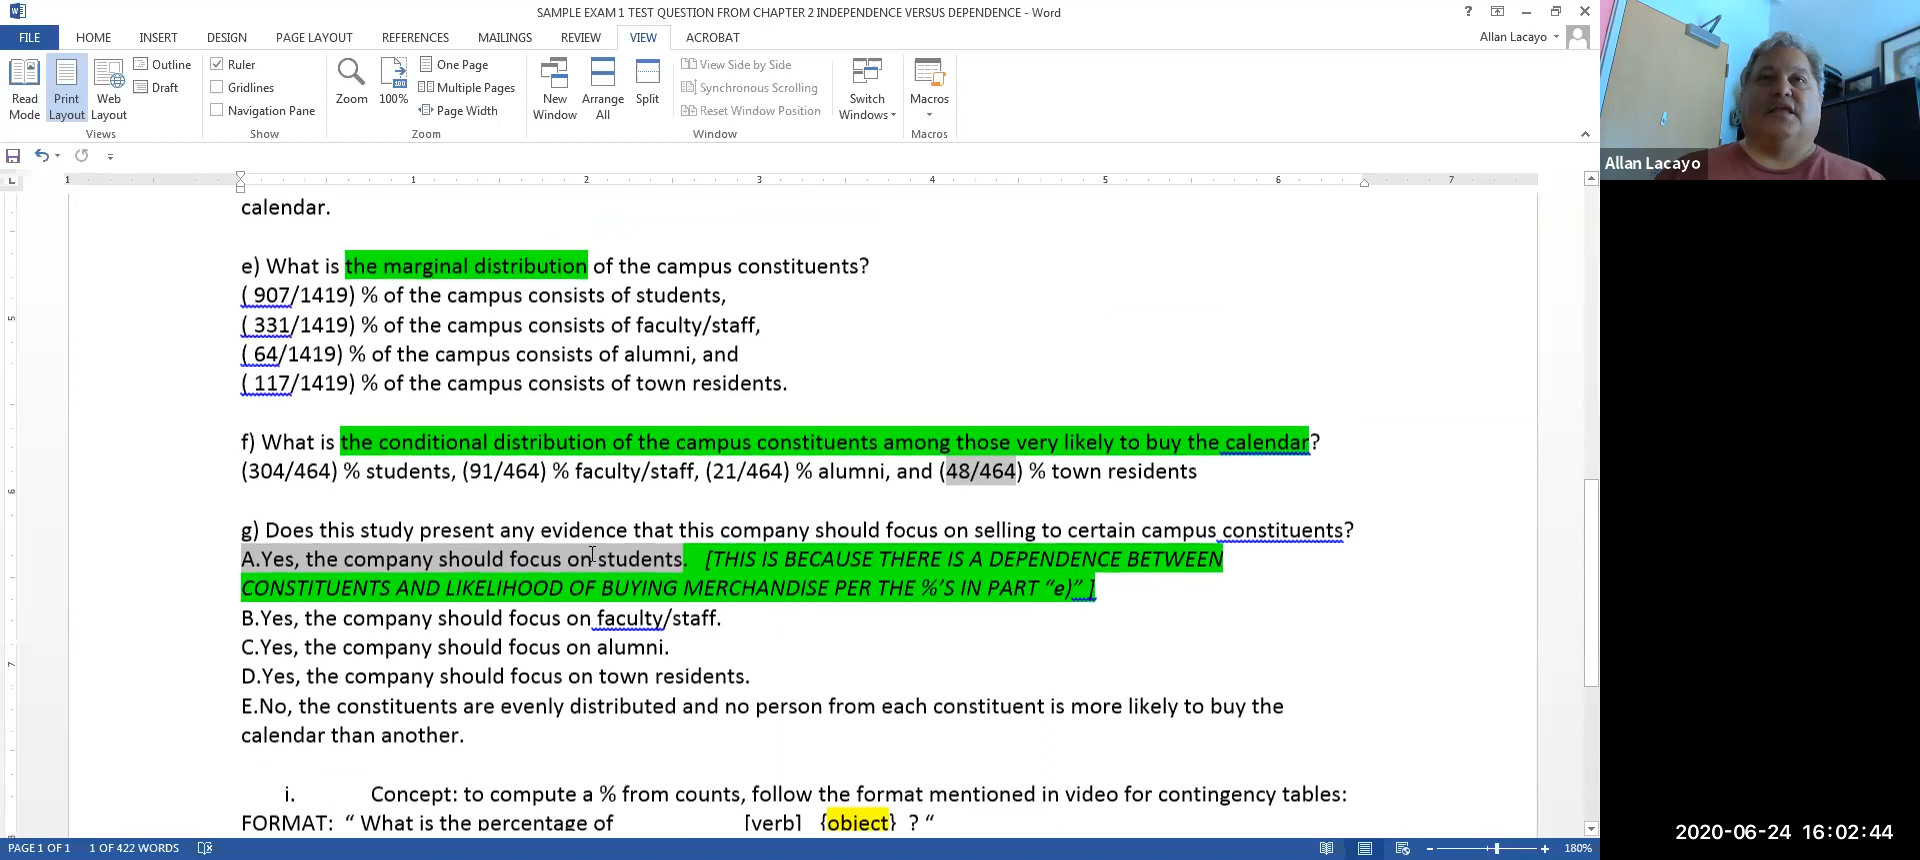 SAMPLE EXAM 1 TEST QUESTION FROM CHAPTER 2 INDEPENDENCE VERSUS DEPENDENCE - Word
?
FILE HOME INSERT DESIGN PAGE LAYOUT REFERENCES MAILINGS REVIEW VIEW ACROBAT Allan Lacayo
Read Mode
Print Layout
Web Layout
Outline
Draft
Views
Ruler
Gridlines
Navigation Pane
Show
Zoom
100%
One Page
Multiple Pages
Page Width
Zoom
New Window
Arrange All
Split
View Side by Side
Synchronous Scrolling
Reset Window Position
Switch Windows
Window
Macros
Macros
Allan Lacayo
1 1 2 3 4 5 6 7
calendar.
e) What is the marginal distribution of the campus constituents?
( 907/1419) % of the campus consists of students,
( 331/1419) % of the campus consists of faculty/staff,
( 64/1419) % of the campus consists of alumni, and
( 117/1419) % of the campus consists of town residents.
f) What is the conditional distribution of the campus constituents among those very likely to buy the calendar?
(304/464) % students, (91/464) % faculty/staff, (21/464) % alumni, and (48/464) % town residents
g) Does this study present any evidence that this company should focus on selling to certain campus constituents?
A.Yes, the company should focus on students. [THIS IS BECAUSE THERE IS A DEPENDENCE BETWEEN
CONSTITUENTS AND LIKELIHOOD OF BUYING MERCHANDISE PER THE %'S IN PART “e)” ]
B.Yes, the company should focus on faculty/staff.
C.Yes, the company should focus on alumni.
D.Yes, the company should focus on town residents.
E.No, the constituents are evenly distributed and no person from each constituent is more likely to buy the
calendar than another.
i. Concept: to compute a % from counts, follow the format mentioned in video for contingency tables:
FORMAT: “ What is the percentage of [verb] {object} ? “
PAGE 1 OF 1 1 OF 422 WORDS 180%
2020-06-24 16:02:44